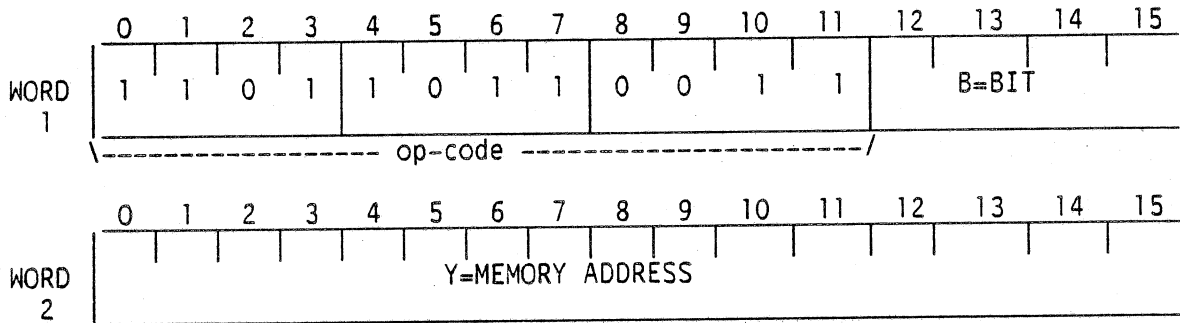 0 1 2 3 4 5 6 7 8 9 10 11 12 13 14 15
WORD 1 1 1 0 1 1 0 1 1 0 0 1 1 B=BIT
\---------------- op-code -------------------/
0 1 2 3 4 5 6 7 8 9 10 11 12 13 14 15
WORD 2 Y=MEMORY ADDRESS